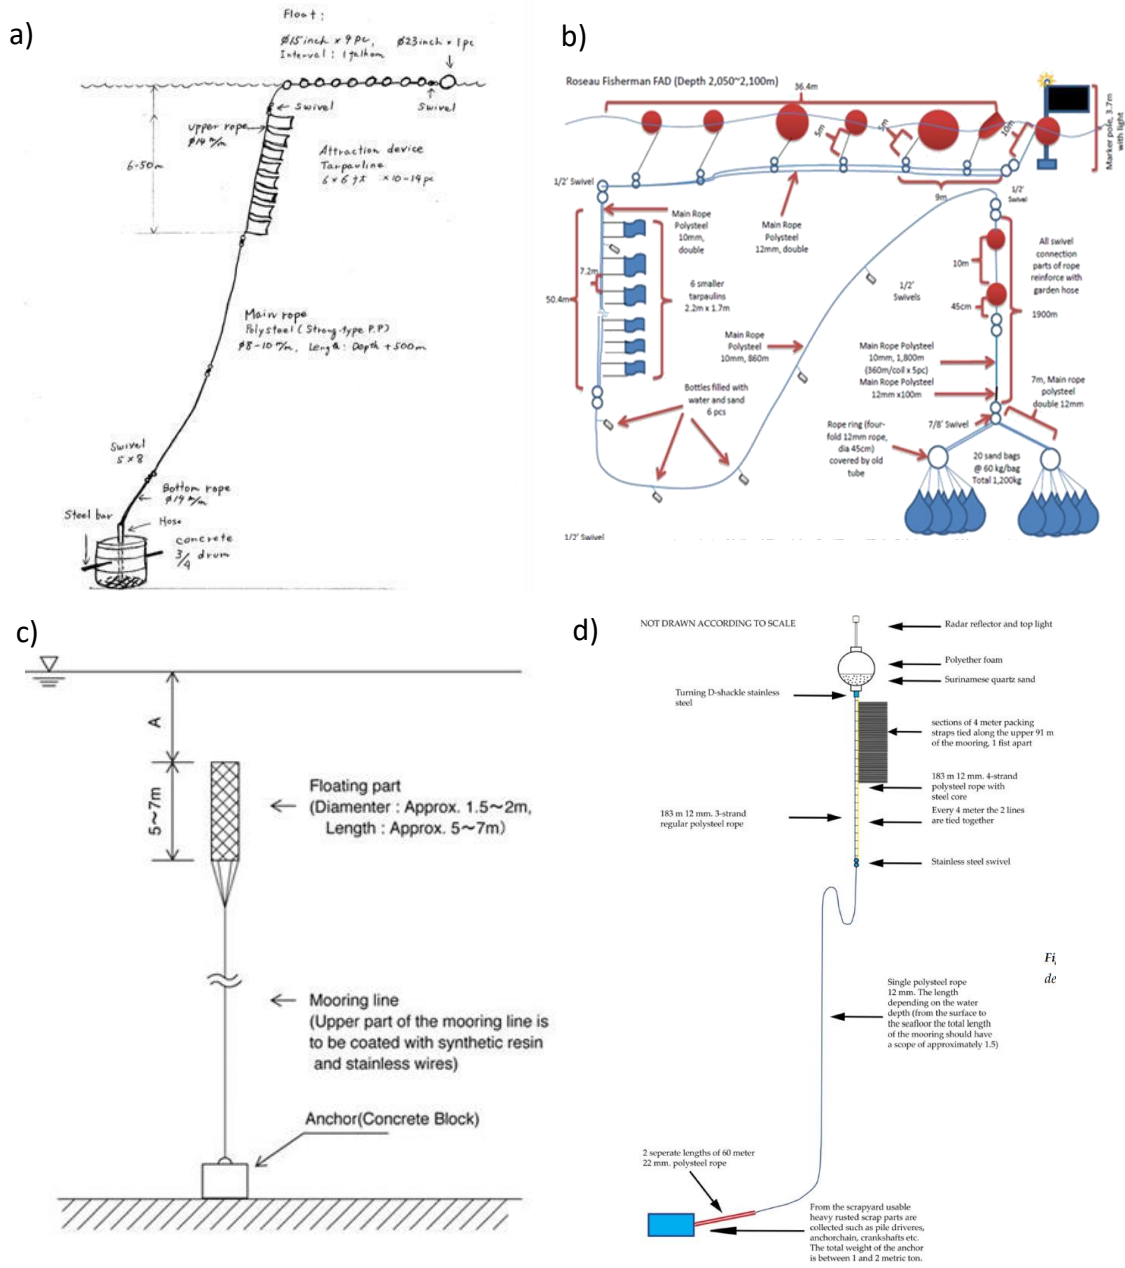 a)
Float:
Ø15inch × 9 pc,
Interval: 1 fathom
Ø23inch × 1pc
Swivel
Swivel
upper rope
Ø14 m/m
Attraction device
Tarpauline
6 × 6 ft × 10-14 pc
6-50m
Main rope
Polysteel (Strong-type P.P)
Ø8-10 m/m, Length: Depth + 500m
Swivel
5 × 8
Bottom rope
Ø14 m/m
Steel bar
Hose
concrete
3/4 drum
b)
Roseau Fisherman FAD (Depth 2,050~2,100m)
36.4m
5m
5m
10m
Marker pole, 3.7m
with light
1/2' Swivel
9m
1/2'
Swivel
Main Rope
Polysteel
10mm,
double
Main Rope
Polysteel
12mm, double
7.2m
50.4m
6 smaller
tarpaulins
2.2m x 1.7m
10m
45cm
1/2'
Swivels
All swivel
connection
parts of rope
reinforce with
garden hose
1900m
Main Rope
Polysteel
10mm, 860m
Main Rope Polysteel
10mm, 1,800m
(360m/coil x 5pc)
Main Rope Polysteel
12mm x100m
Bottles filled with
water and sand
6 pcs
7m, Main rope
polysteel
double 12mm
7/8' Swivel
Rope ring (four-
fold 12mm rope,
dia 45cm)
covered by old
tube
20 sand bags
@ 60 kg/bag
Total 1,200kg
1/2' Swivel
c)
A
5~7m
Floating part
(Diamenter : Approx. 1.5~2m,
Length : Approx. 5~7m)
Mooring line
(Upper part of the mooring line is
to be coated with synthetic resin
and stainless wires)
Anchor(Concrete Block)
d)
NOT DRAWN ACCORDING TO SCALE
Radar reflector and top light
Polyether foam
Surinamese quartz sand
Turning D-shackle stainless
steel
sections of 4 meter packing
straps tied along the upper 91 m
of the mooring, 1 fist apart
183 m 12 mm. 4-strand
polysteel rope with
steel core
183 m 12 mm. 3-strand
regular polysteel rope
Every 4 meter the 2 lines
are tied together
Stainless steel swivel
Fi
de
Single polysteel rope
12 mm. The length
depending on the water
depth (from the surface to
the seafloor the total length
of the mooring should have
a scope of approximately 1.5)
2 seperate lengths of 60 meter
22 mm. polysteel rope
From the scrapyard usable
heavy rusted scrap parts are
collected such as pile driveres,
anchorchain, crankshafts etc.
The total weight of the anchor
is between 1 and 2 metric ton.